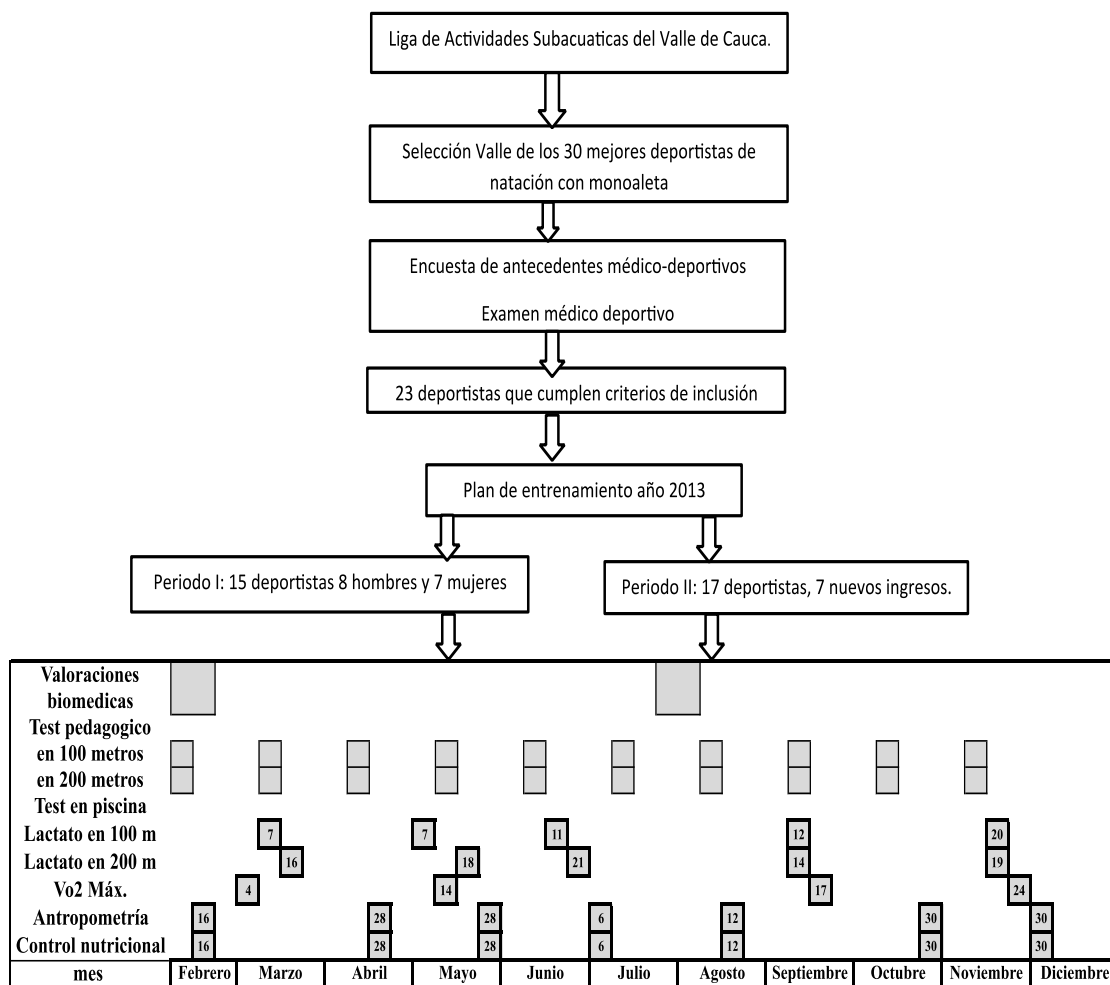 Liga de Actividades Subacuaticas del Valle de Cauca.
Selección Valle de los 30 mejores deportistas de
natación con monoaleta
Encuesta de antecedentes médico-deportivos
Examen médico deportivo
23 deportistas que cumplen criterios de inclusión
Plan de entrenamiento año 2013
Periodo I: 15 deportistas 8 hombres y 7 mujeres
Periodo II: 17 deportistas, 7 nuevos ingresos.
Valoraciones
biomedicas
Test pedagogico
en 100 metros
en 200 metros
Test en piscina
Lactato en 100 m 7 7 11 12 20
Lactato en 200 m 16 18 21 14 19
Vo2 Máx. 4 14 17 24
Antropometría 16 28 28 6 12 30 30
Control nutricional 16 28 28 6 12 30 30
mes Febrero Marzo Abril Mayo Junio Julio Agosto Septiembre Octubre Noviembre Diciembre